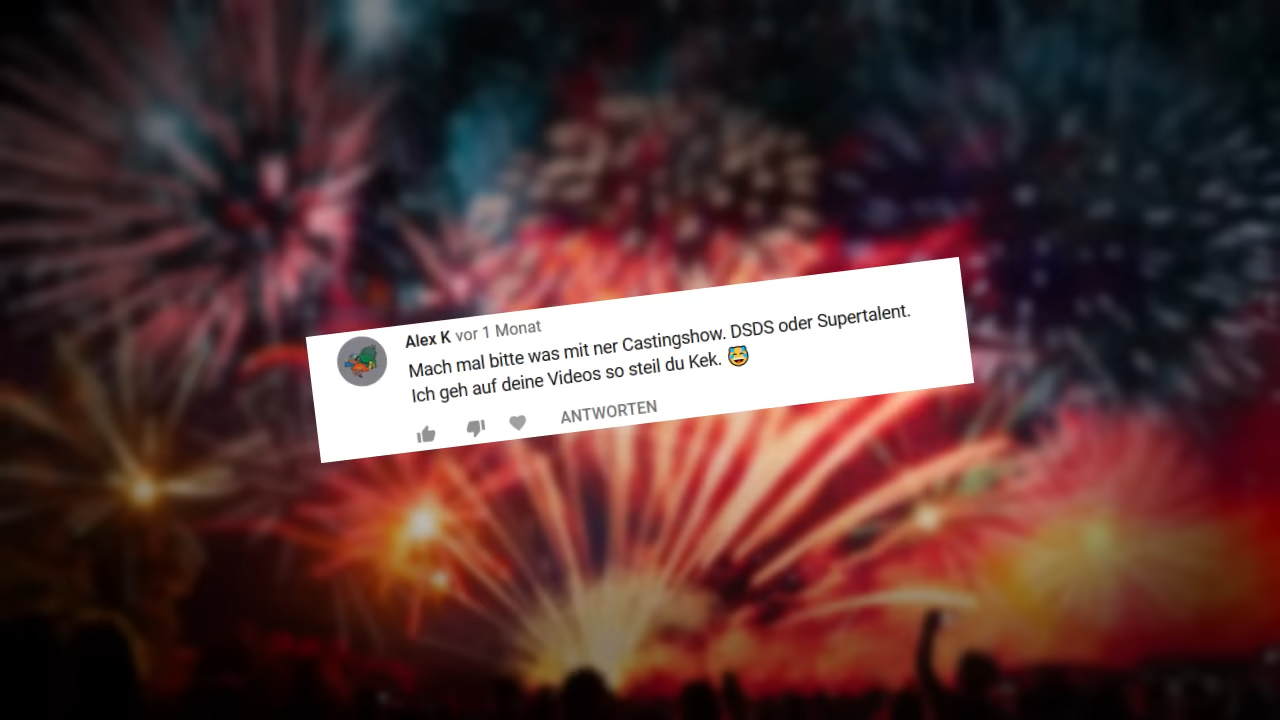 Alex K vor 1 Monat
Mach mal bitte was mit ner Castingshow. DSDS oder Supertalent.
Ich geh auf deine Videos so steil du Kek. 😅
ANTWORTEN